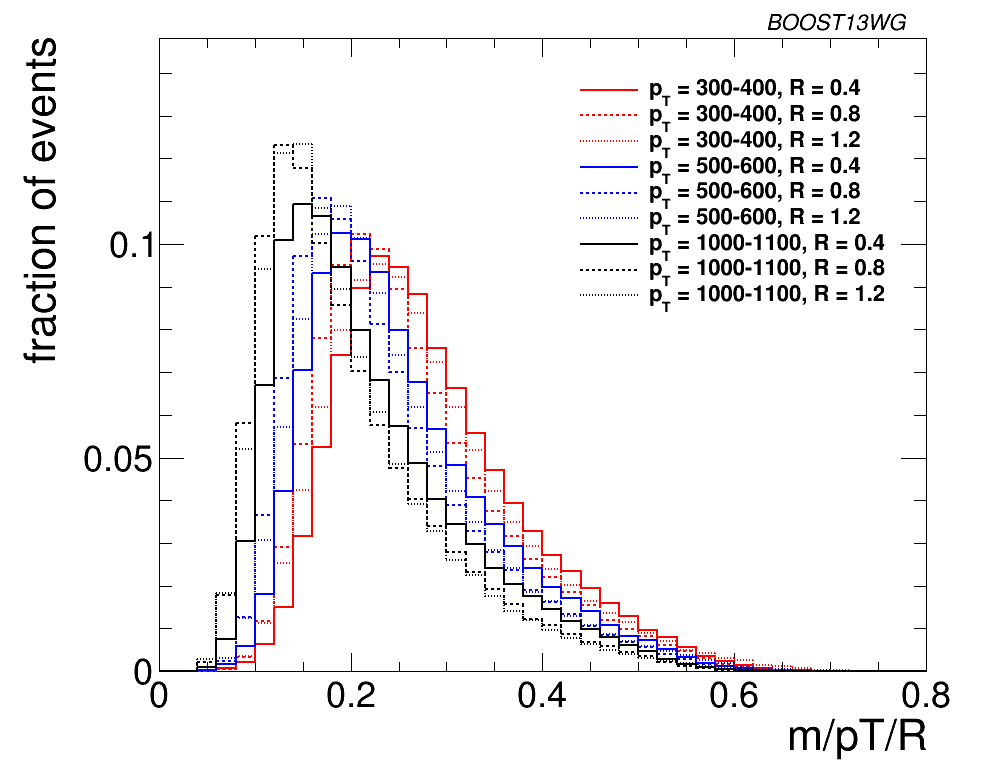 BOOST13WG
fraction of events
p_T = 300-400, R = 0.4
p_T = 300-400, R = 0.8
p_T = 300-400, R = 1.2
p_T = 500-600, R = 0.4
p_T = 500-600, R = 0.8
p_T = 500-600, R = 1.2
p_T = 1000-1100, R = 0.4
p_T = 1000-1100, R = 0.8
p_T = 1000-1100, R = 1.2
0.1
0.05
0
0 0.2 0.4 0.6 0.8
m/pT/R